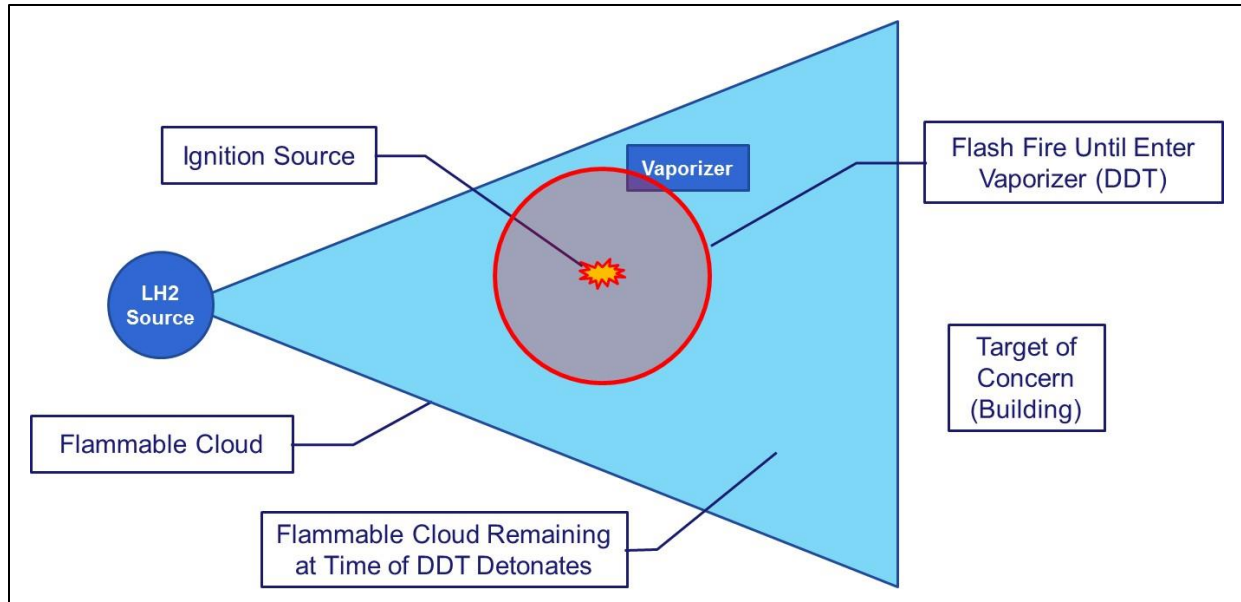 Ignition Source
Vaporizer
Flash Fire Until Enter
Vaporizer (DDT)
LH2
Source
Target of
Concern
(Building)
Flammable Cloud
Flammable Cloud Remaining
at Time of DDT Detonates